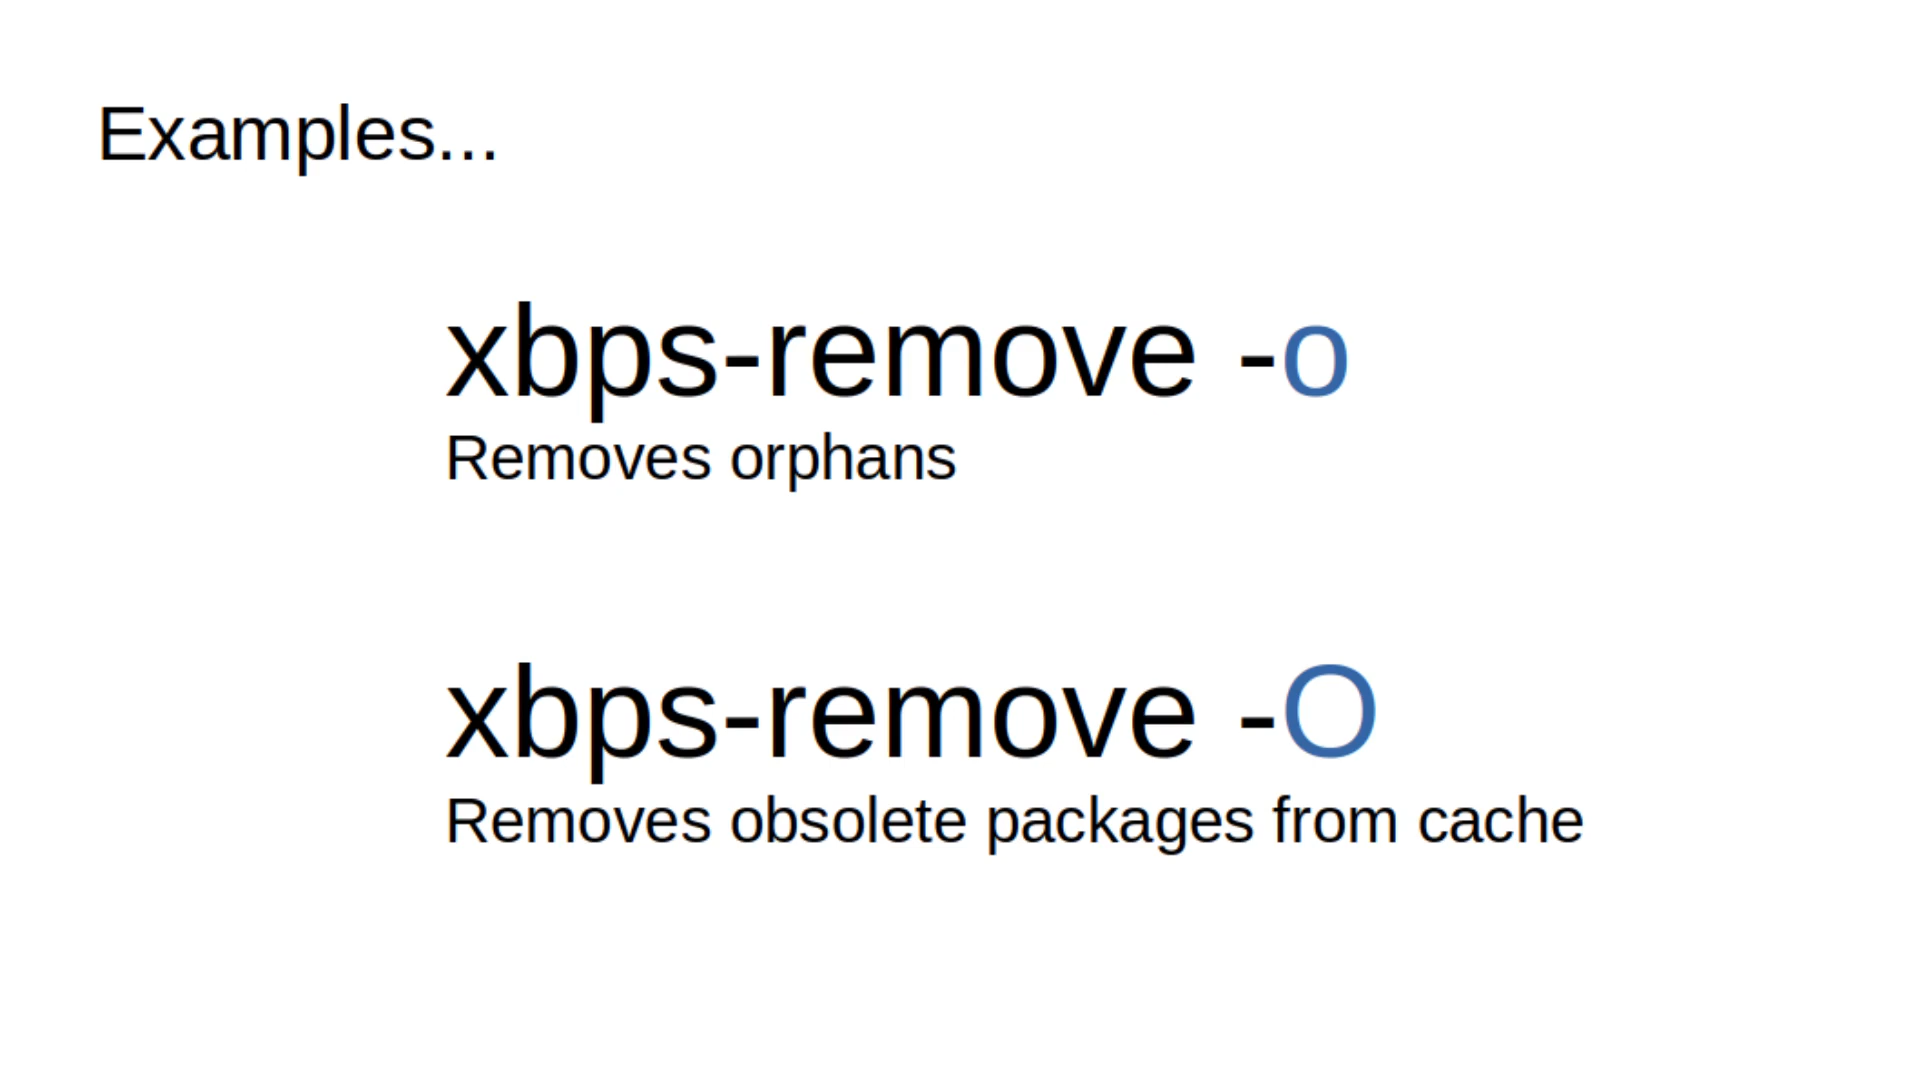 Examples...
xbps-remove -o
Removes orphans
xbps-remove -O
Removes obsolete packages from cache